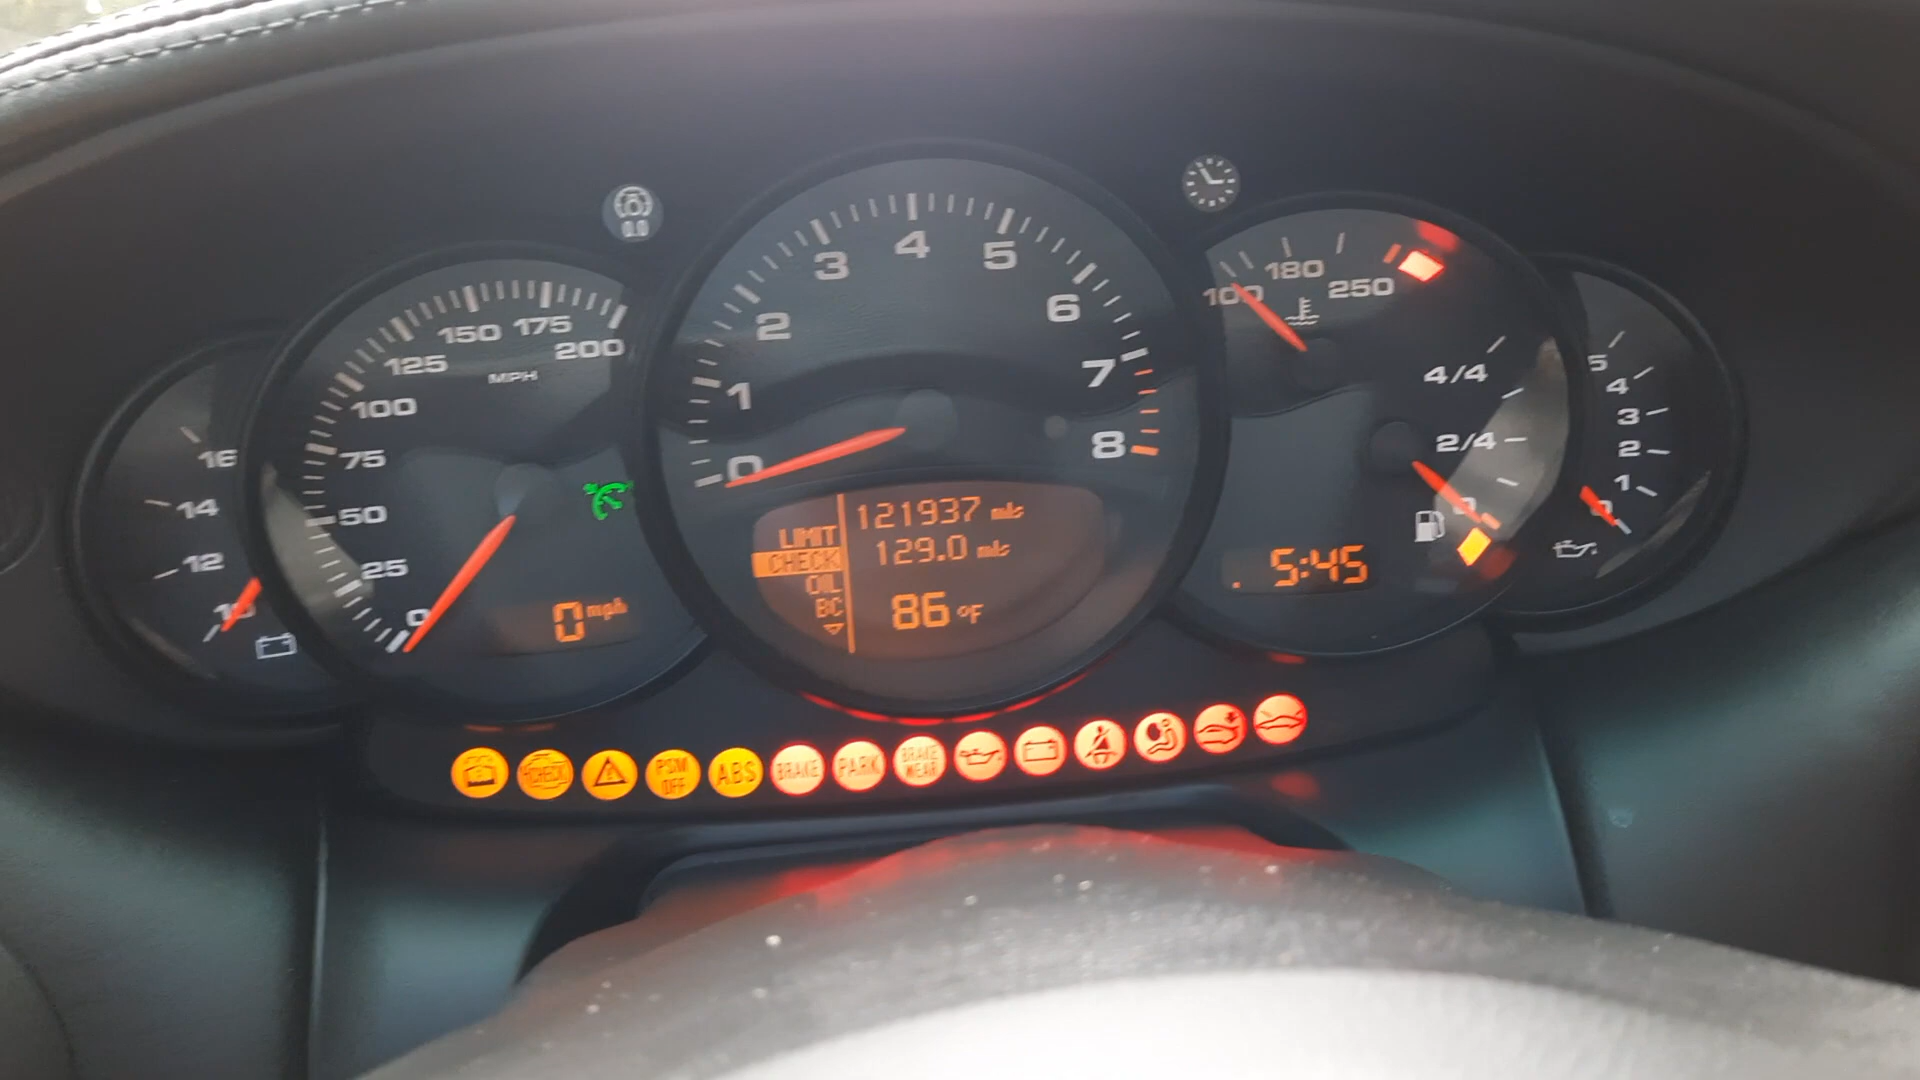 16
14
12
10
200
175
150
125
100
75
50
25
0
MPH
0 mph
0
1
2
3
4
5
6
7
8
LIMIT
CHECK
OIL
BC
121937 mls
129.0 mls
86 °F
100
180
250
4/4
2/4
0
. 5:45
5
4
3
2
1
0
CHECK
PSM
OFF
ABS
BRAKE
PARK
BRAKE
WEAR